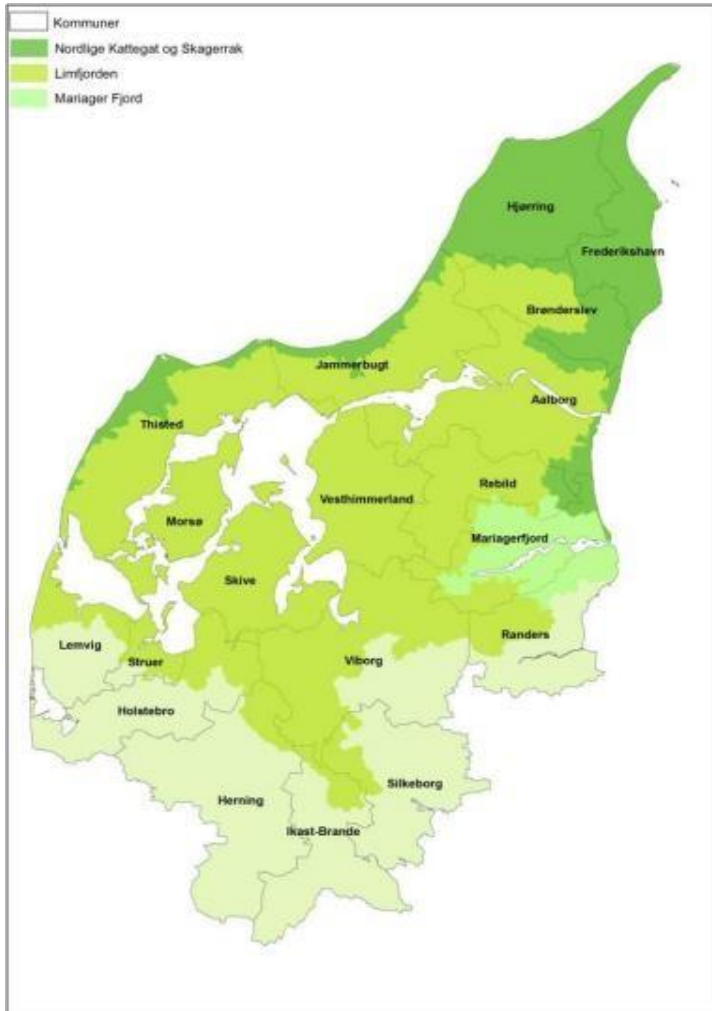 Kommuner
Nordlige Kattegat og Skagerrak
Limfjorden
Mariager Fjord
Hjørring
Frederikshavn
Brønderslev
Jammerbugt
Aalborg
Thisted
Rebild
Vesthimmerland
Morsø
Mariagerfjord
Skive
Randers
Lemvig
Struer
Viborg
Holstebro
Silkeborg
Herning
Ikast-Brande